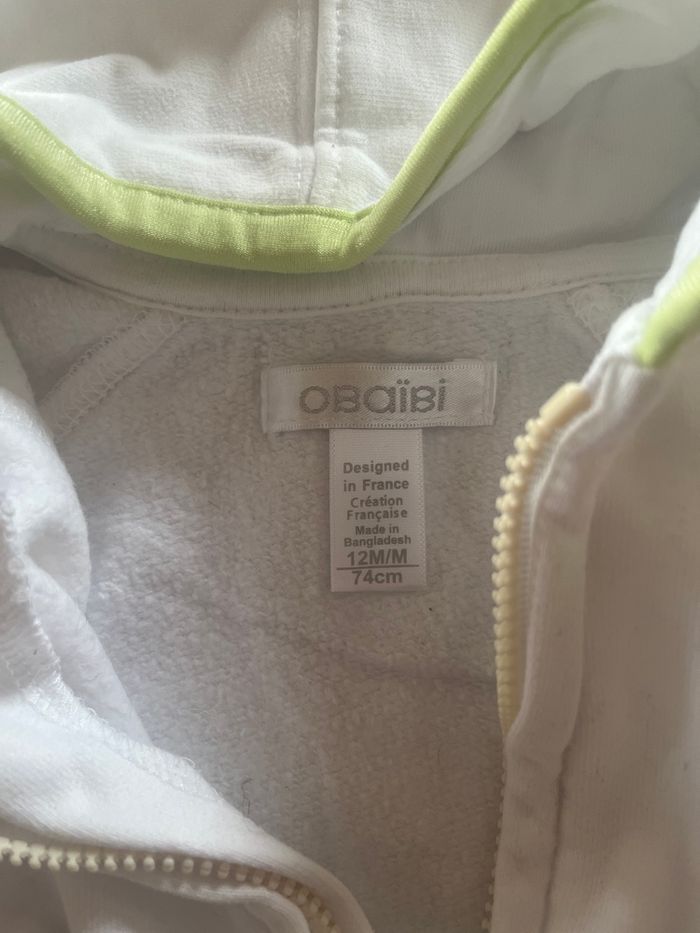 OBaïBi
Designed
in France
Création
Française
Made in
Bangladesh
12M/M
74cm